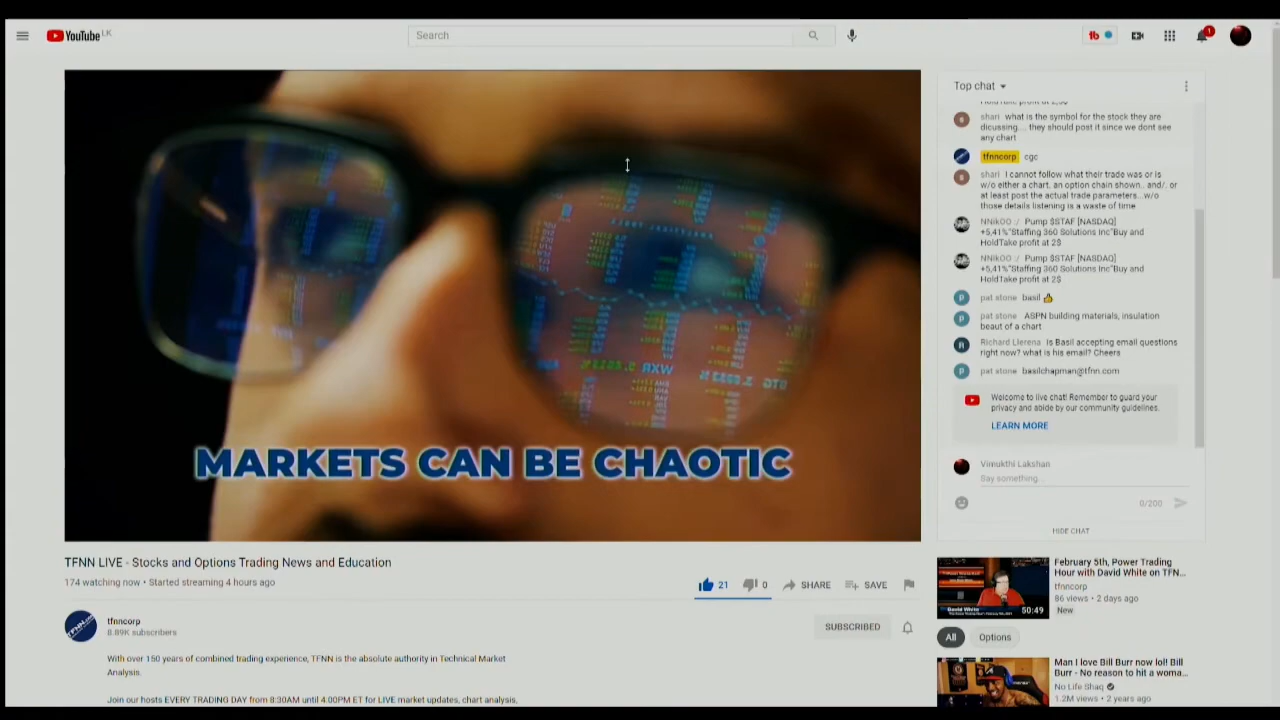 YouTube LK
Search
1
Top chat
shari what is the symbol for the stock they are
dicussing.... they should post it since we dont see
any chart
tfnncorp cgc
shari I cannot follow what their trade was or is
w/o either a chart, an option chain shown.. and/. or
at least post the actual trade parameters...w/o
those details listening is a waste of time
NNikOO :/ Pump $STAF [NASDAQ]
+5,41%"Staffing 360 Solutions Inc"Buy and
HoldTake profit at 2$
NNikOO :/ Pump $STAF [NASDAQ]
+5,41%"Staffing 360 Solutions Inc"Buy and
HoldTake profit at 2$
pat stone basil
pat stone ASPN building materials, insulation
beaut of a chart
Richard Llerena Is Basil accepting email questions
right now? what is his email? Cheers
pat stone basilchapman@tfnn.com
Welcome to live chat! Remember to guard your
privacy and abide by our community guidelines.
LEARN MORE
Vimukthi Lakshan
Say something...
0/200
HIDE CHAT
MARKETS CAN BE CHAOTIC
TFNN LIVE - Stocks and Options Trading News and Education
174 watching now • Started streaming 4 hours ago
21 0 SHARE SAVE
tfnncorp
8.89K subscribers
SUBSCRIBED
With over 150 years of combined trading experience, TFNN is the absolute authority in Technical Market
Analysis.
Join our hosts EVERY TRADING DAY from 8:30AM until 4:00PM ET for LIVE market updates, chart analysis,
February 5th, Power Trading
Hour with David White on TFN...
tfnncorp
86 views • 2 days ago
New
David White
50:49
All Options
Man I love Bill Burr now lol! Bill
Burr - No reason to hit a woma...
No Life Shaq
1.2M views • 2 years ago